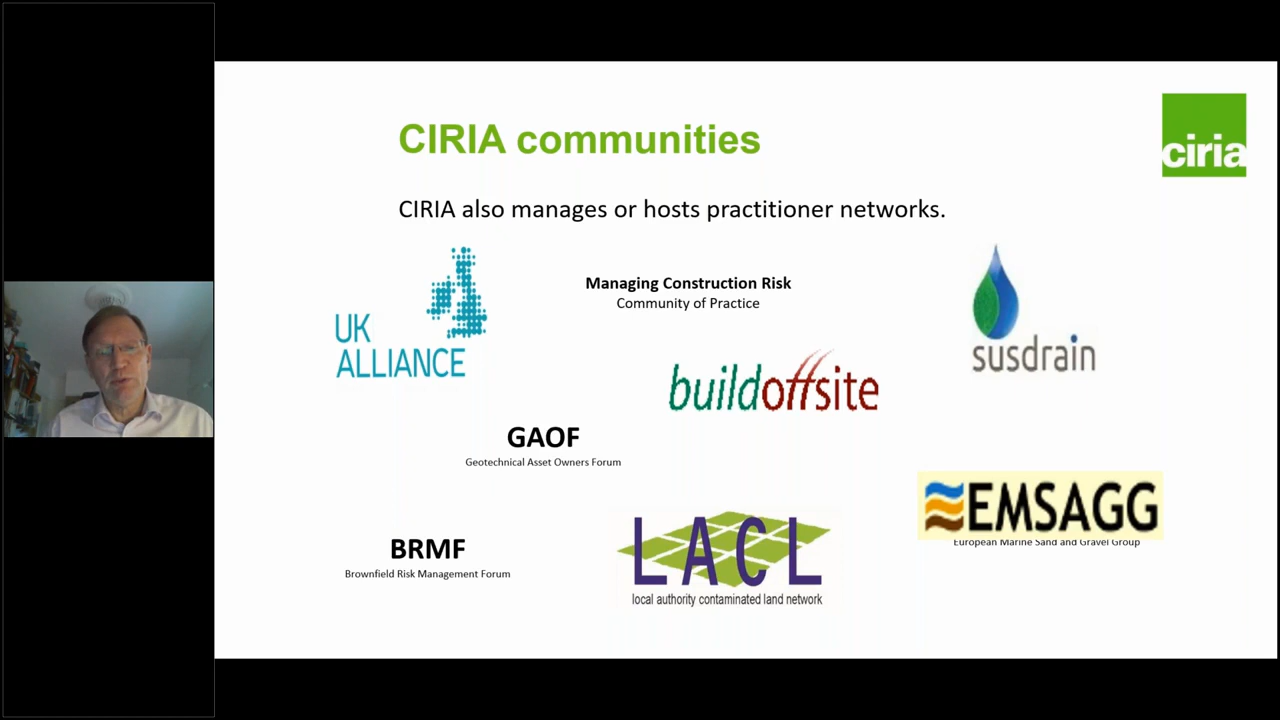 CIRIA communities
ciria
CIRIA also manages or hosts practitioner networks.
UK
ALLIANCE
Managing Construction Risk
Community of Practice
susdrain
buildoffsite
GAOF
Geotechnical Asset Owners Forum
EMSAGG
European Marine Sand and Gravel Group
BRMF
Brownfield Risk Management Forum
LACL
local authority contaminated land network